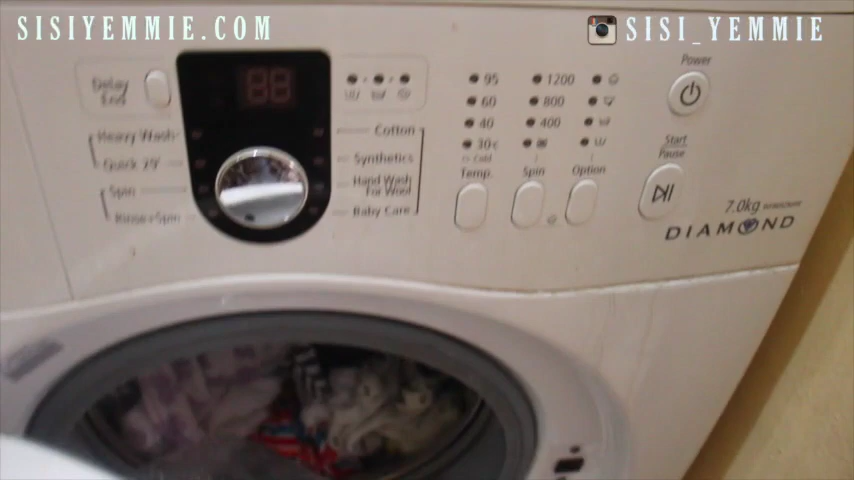 SISIYEMMIE.COM
SISI_YEMMIE
Power
Delay
End
88
95
1200
60
800
Heavy Wash
Cotton
40
400
30c
Cold
Quick 29'
Synthetics
Temp.
Spin
Option
Start
Pause
Spin
Hand Wash
For Wool
Rinse+Spin
Baby Care
7.0kg
DIAMOND